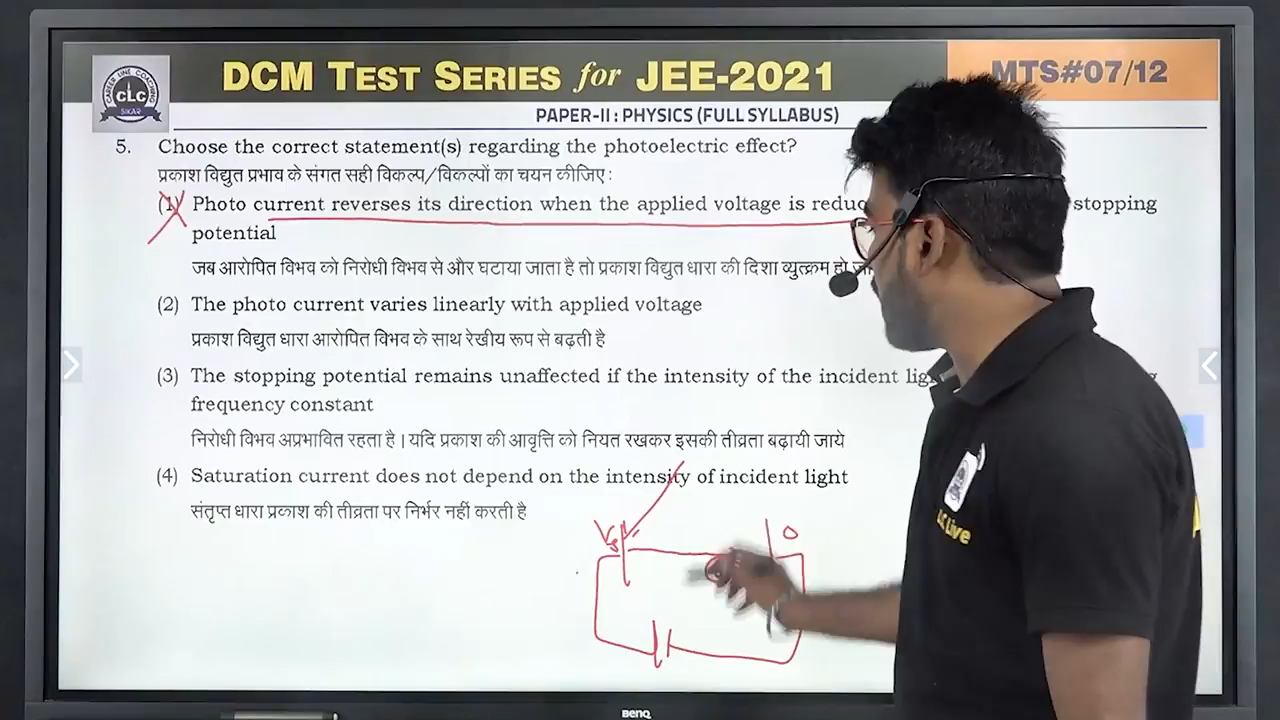 DCM TEST SERIES for JEE-2021
MTS#07/12
CAREER LINE COACHING
CLC
SIKAR
PAPER-II : PHYSICS (FULL SYLLABUS)
5. Choose the correct statement(s) regarding the photoelectric effect?
प्रकाश विद्युत प्रभाव के संगत सही विकल्प/विकल्पों का चयन कीजिए :
(1) Photo current reverses its direction when the applied voltage is stopping
potential
जब आरोपित विभव को निरोधी विभव से और घटाया जाता है तो प्रकाश विद्युत धारा की दिशा व्युत्क्रम हो
(2) The photo current varies linearly with applied voltage
प्रकाश विद्युत धारा आरोपित विभव के साथ रेखीय रूप से बढ़ती है
(3) The stopping potential remains unaffected if the intensity of the incident
frequency constant
निरोधी विभव अप्रभावित रहता है । यदि प्रकाश की आवृत्ति को नियत रखकर इसकी तीव्रता बढ़ायी जाये
(4) Saturation current does not depend on the intensity of incident light
संतृप्त धारा प्रकाश की तीव्रता पर निर्भर नहीं करती है
0
Live
BENQ